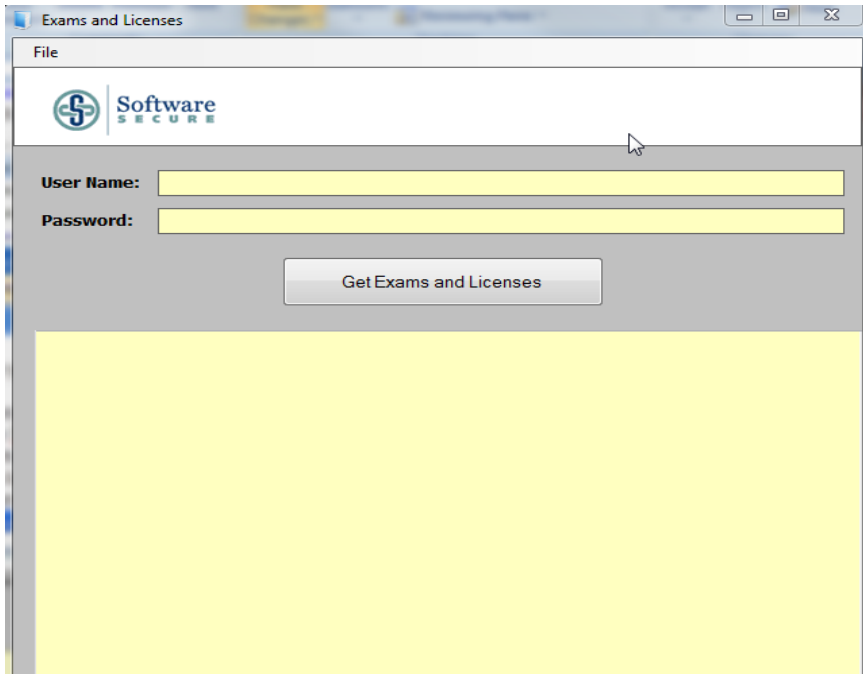 Exams and Licenses
File
Software
SECURE
User Name:
Password:
Get Exams and Licenses